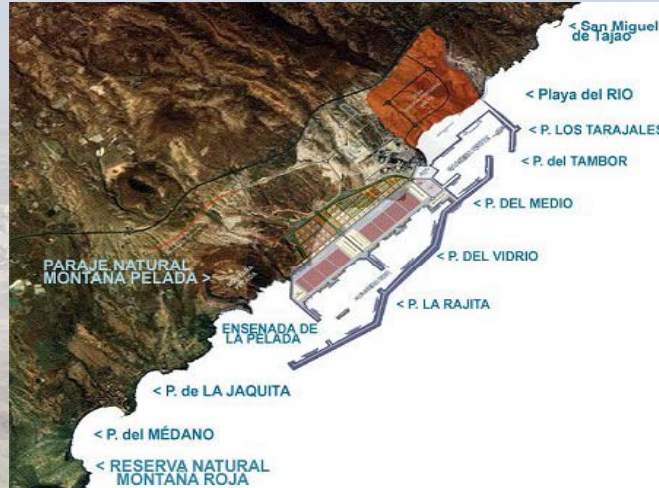 < San Miguel
de Tajao
< Playa del RIO
< P. LOS TARAJALES
< P. del TAMBOR
< P. DEL MEDIO
< P. DEL VIDRIO
PARAJE NATURAL
MONTAÑA PELADA >
< P. LA RAJITA
ENSENADA DE
LA PELADA
< P. de LA JAQUITA
< P. del MÉDANO
< RESERVA NATURAL
MONTAÑA ROJA